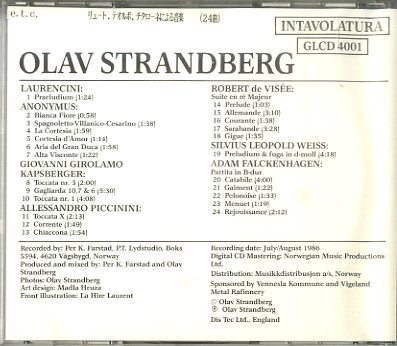 e.t.c. リュート、テオルボ、チタローネによる音楽 (24曲)
INTAVOLATURA
GLCD 4001
OLAV STRANDBERG
LAURENCINI:
1 Praeludium (1:24)
ANONYMUS:
2 Bianca Fiore (0:58)
3 Spagnoletto-Villanico-Cesarino (1:38)
4 La Cortesia (1:59)
5 Cortesia d'Amor (1:14)
6 Aria del Gran Duca (1:58)
7 Alta Visconte (1:22)
GIOVANNI GIROLAMO
KAPSBERGER:
8 Toccata nr. 3 (2:00)
9 Gagliarda 10,7 & 6 (5:30)
10 Toccata nr. 1 (4:08)
ALLESSANDRO PICCININI:
11 Toccata X (2:13)
12 Corrente (1:49)
13 Chiaccona (1:54)
ROBERT de VISÉE:
Suite en ré Majeur
14 Prelude (1:03)
15 Allemande (3:10)
16 Courante (1:38)
17 Sarabande (3:28)
18 Gigue (1:35)
SILVIUS LEOPOLD WEISS:
19 Preludium & fuga in d-moll (4:18)
ADAM FALCKENHAGEN:
Partita in B-dur
20 Catabile (4:00)
21 Gaiment (1:22)
22 Polonoise (1:33)
23 Menuet (1:19)
24 Rejouissance (2:12)
Recorded by: Per K. Farstad, P.T. Lydstudio, Boks
5594, 4620 Vågsbygd, Norway
Produced and mixed by: Per K. Farstad and Olav
Strandberg
Photos: Olav Strandberg
Art design: Madla Hruza
Front illustration: La Hire Laurent
Recording date: July/August 1986
Digital CD Mastering: Norwegian Music Productions
Ltd.
Distribution: Musikkdistribusjon a/s, Norway
Sponsored by Vennesla Kommune and Vigeland
Metal Rafinnery
© Olav Strandberg
℗ Olav Strandberg
Dis Tec Ltd., England